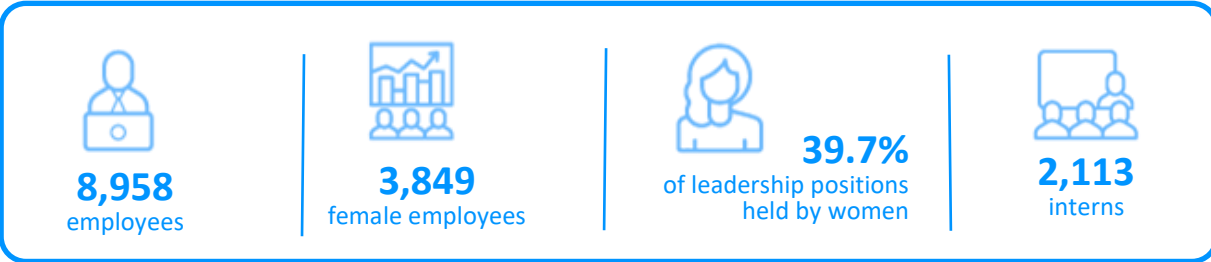 8,958
employees
3,849
female employees
39.7%
of leadership positions
held by women
2,113
interns